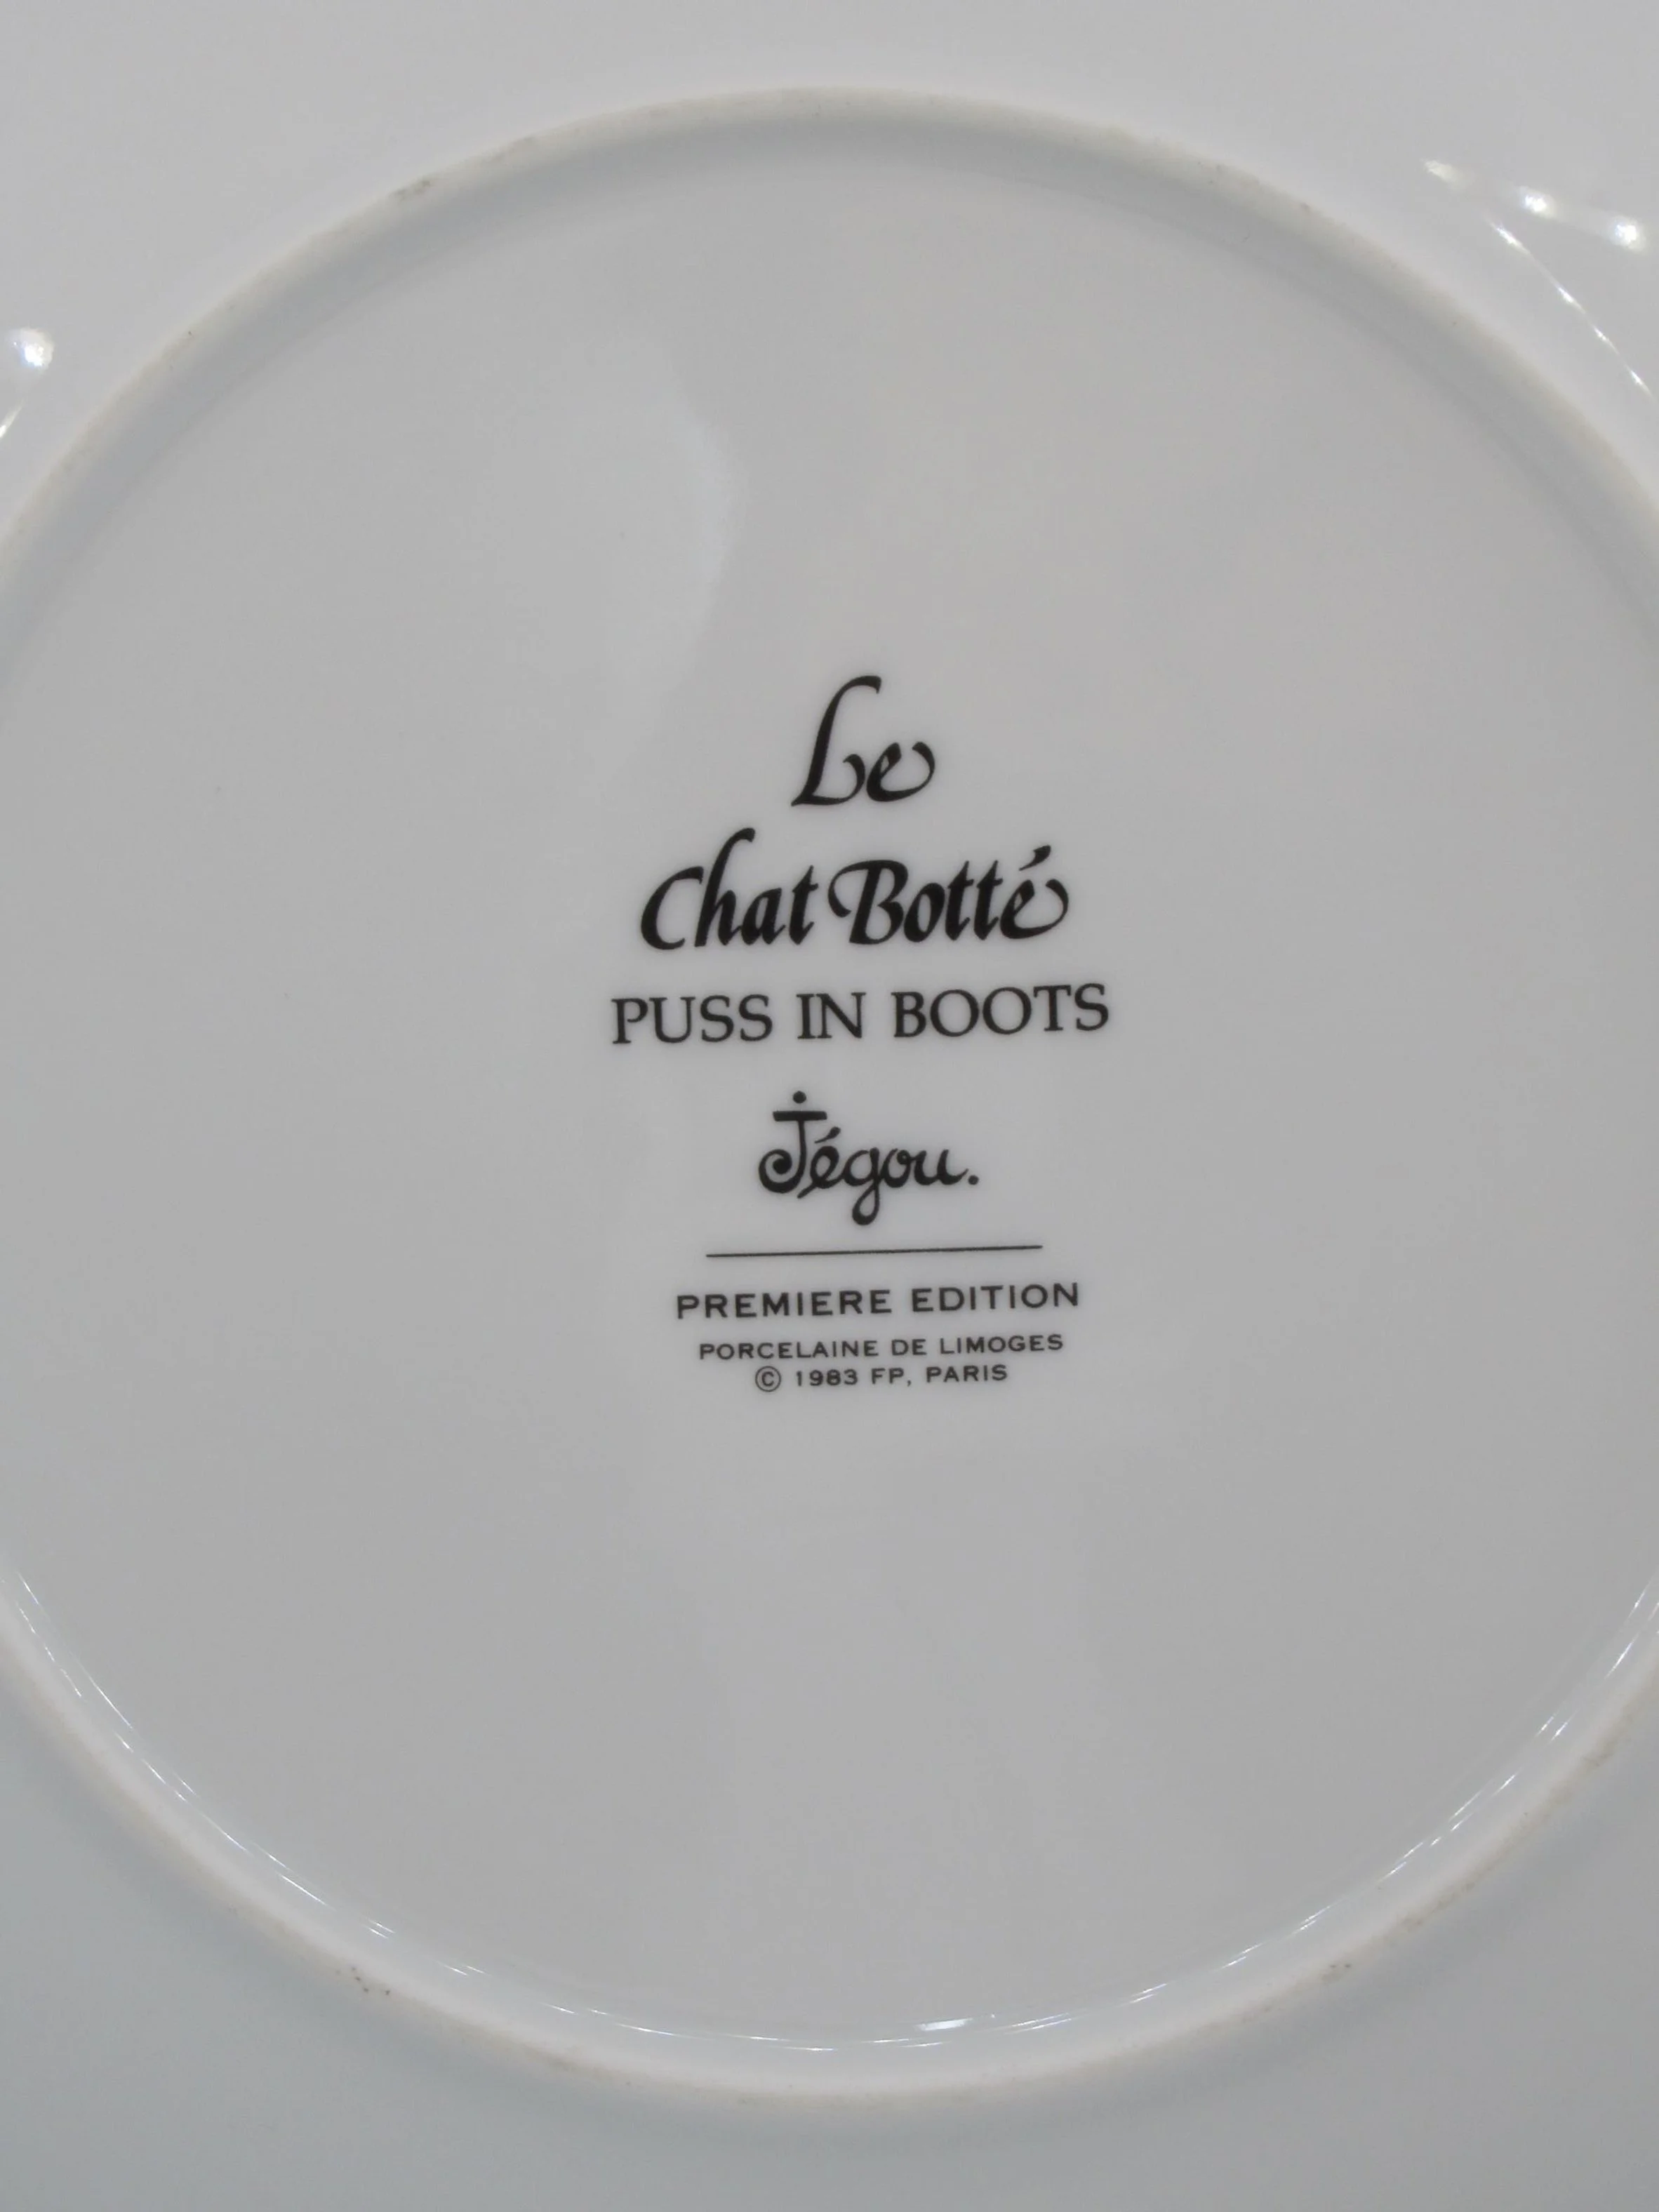 Le
Chat Botté
PUSS IN BOOTS
Jégou.
PREMIERE EDITION
PORCELAINE DE LIMOGES
© 1983 FP, PARIS